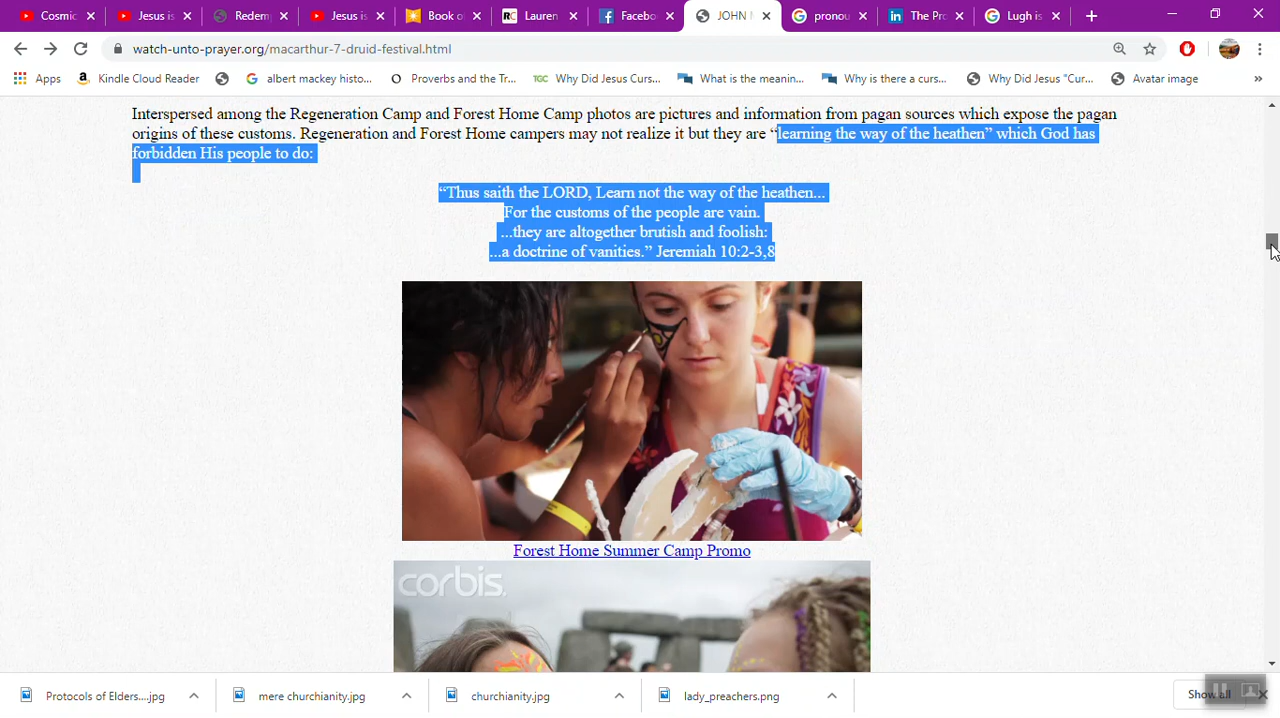 Cosmic
Jesus is
Redemp
Jesus is
Book o
Lauren
Facebo
JOHN
pronou
The Pro
Lugh is
watch-unto-prayer.org/macarthur-7-druid-festival.html
Apps
Kindle Cloud Reader
albert mackey histo...
Proverbs and the Tr...
TGC
Why Did Jesus Curs...
What is the meanin...
Why is there a curs...
Why Did Jesus "Cur...
Avatar image
Interspersed among the Regeneration Camp and Forest Home Camp photos are pictures and information from pagan sources which expose the pagan
origins of these customs. Regeneration and Forest Home campers may not realize it but they are “learning the way of the heathen” which God has
forbidden His people to do:
“Thus saith the LORD, Learn not the way of the heathen...
For the customs of the people are vain.
...they are altogether brutish and foolish:
...a doctrine of vanities.” Jeremiah 10:2-3,8
Forest Home Summer Camp Promo
corbis.
Protocols of Elders....jpg
mere churchianity.jpg
churchianity.jpg
lady_preachers.png
Show all